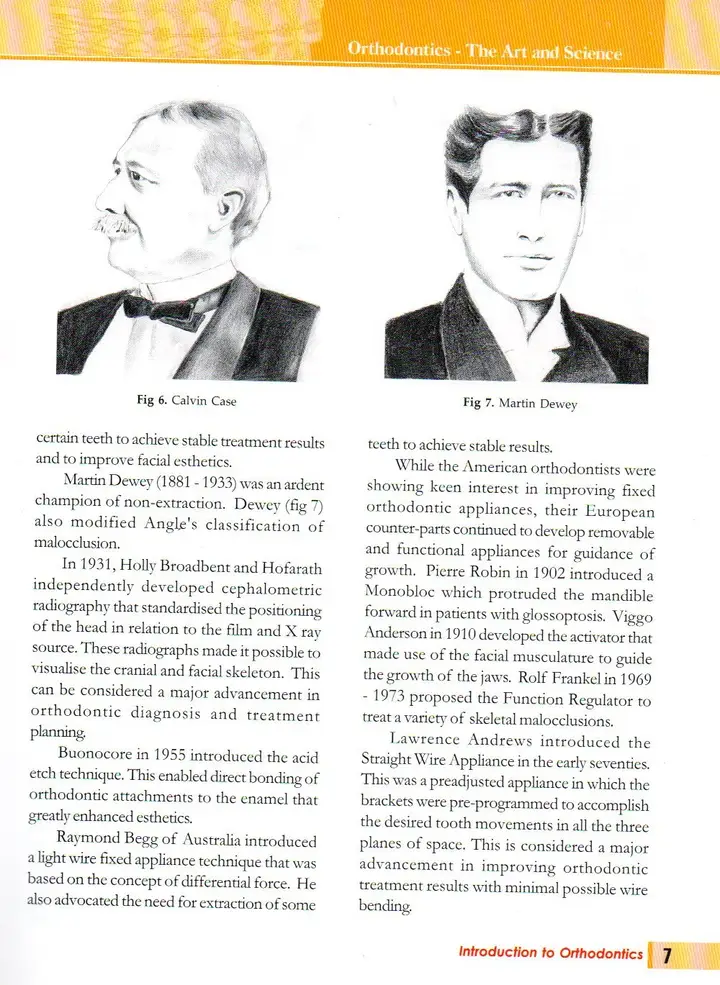 Orthodontics - The Art and Science
Fig 6. Calvin Case
certain teeth to achieve stable treatment results
and to improve facial esthetics.
Martin Dewey (1881 - 1933) was an ardent
champion of non-extraction. Dewey (fig 7)
also modified Angle's classification of
malocclusion.
In 1931, Holly Broadbent and Hofarath
independently developed cephalometric
radiography that standardised the positioning
of the head in relation to the film and X ray
source. These radiographs made it possible to
visualise the cranial and facial skeleton. This
can be considered a major advancement in
orthodontic diagnosis and treatment
planning.
Buonocore in 1955 introduced the acid
etch technique. This enabled direct bonding of
orthodontic attachments to the enamel that
greatly enhanced esthetics.
Raymond Begg of Australia introduced
a light wire fixed appliance technique that was
based on the concept of differential force. He
also advocated the need for extraction of some
Fig 7. Martin Dewey
teeth to achieve stable results.
While the American orthodontists were
showing keen interest in improving fixed
orthodontic appliances, their European
counter-parts continued to develop removable
and functional appliances for guidance of
growth. Pierre Robin in 1902 introduced a
Monobloc which protruded the mandible
forward in patients with glossoptosis. Viggo
Anderson in 1910 developed the activator that
made use of the facial musculature to guide
the growth of the jaws. Rolf Frankel in 1969
- 1973 proposed the Function Regulator to
treat a variety of skeletal malocclusions.
Lawrence Andrews introduced the
Straight Wire Appliance in the early seventies.
This was a preadjusted appliance in which the
brackets were pre-programmed to accomplish
the desired tooth movements in all the three
planes of space. This is considered a major
advancement in improving orthodontic
treatment results with minimal possible wire
bending.
Introduction to Orthodontics 7